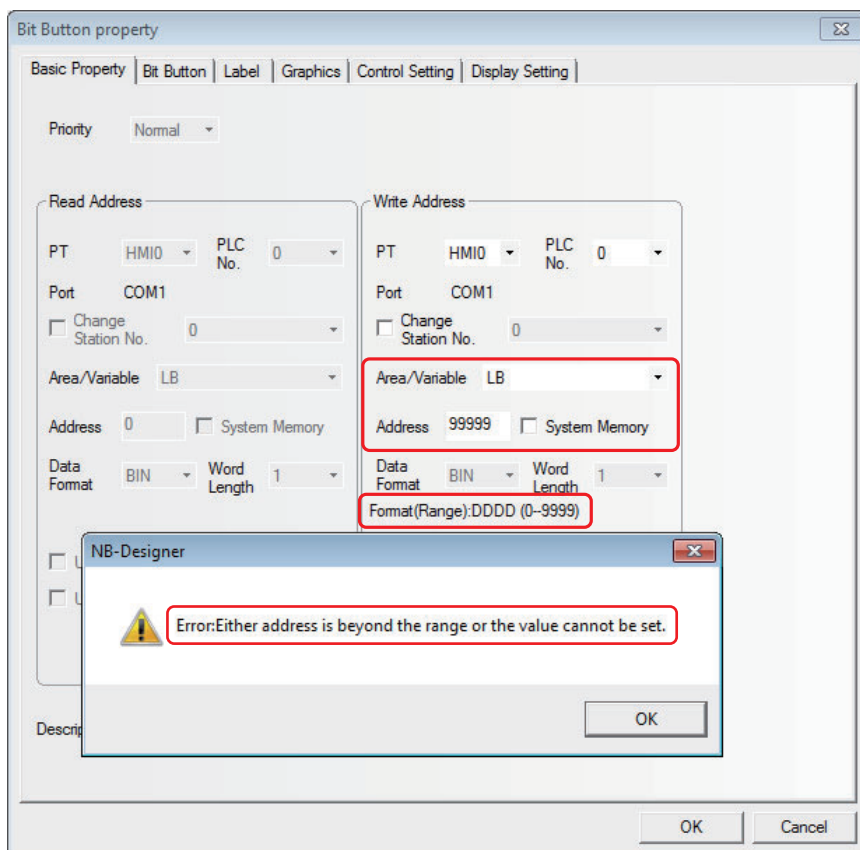 Bit Button property
Basic Property Bit Button Label Graphics Control Setting Display Setting
Priority Normal
Read Address
PT HMI0 PLC No. 0
Port COM1
Change Station No. 0
Area/Variable LB
Address 0 System Memory
Data Format BIN Word Length 1
Write Address
PT HMI0 PLC No. 0
Port COM1
Change Station No. 0
Area/Variable LB
Address 99999 System Memory
Data Format BIN Word Length 1
Format(Range):DDDD (0--9999)
NB-Designer
Error:Either address is beyond the range or the value cannot be set.
OK
OK Cancel